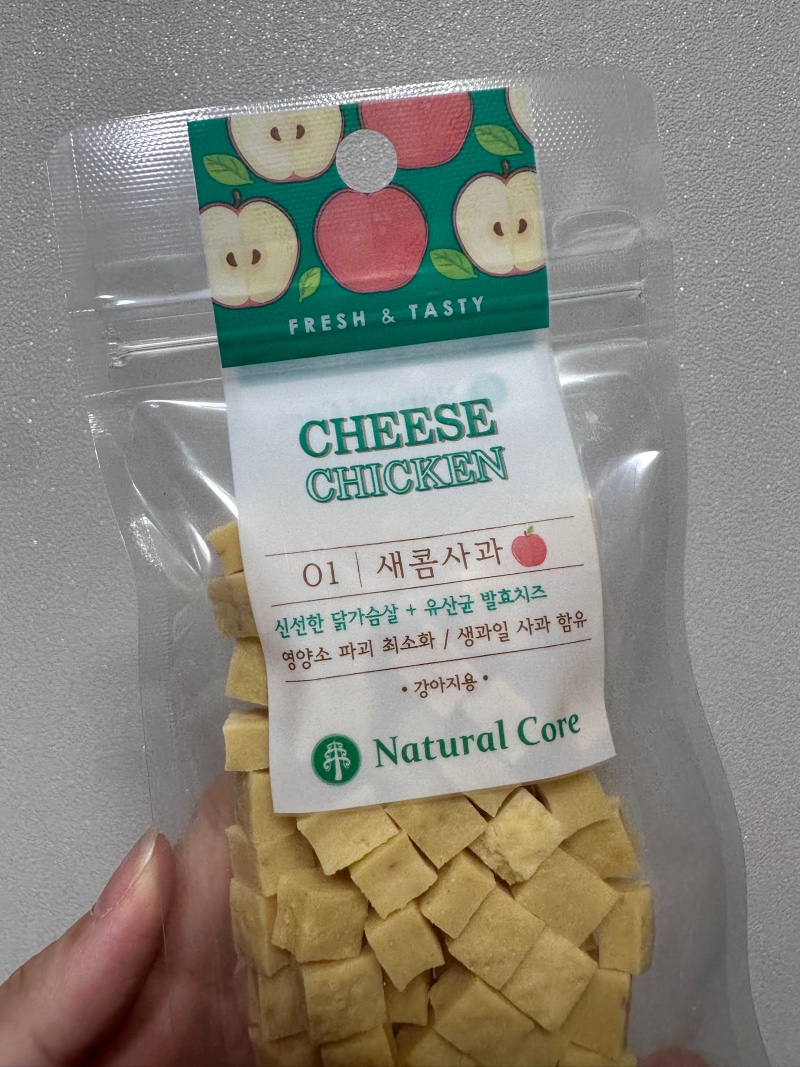 FRESH & TASTY
CHEESE
CHICKEN
01 | 새콤사과
신선한 닭가슴살 + 유산균 발효치즈
영양소 파괴 최소화 / 생과일 사과 함유
• 강아지용 •
Natural Core